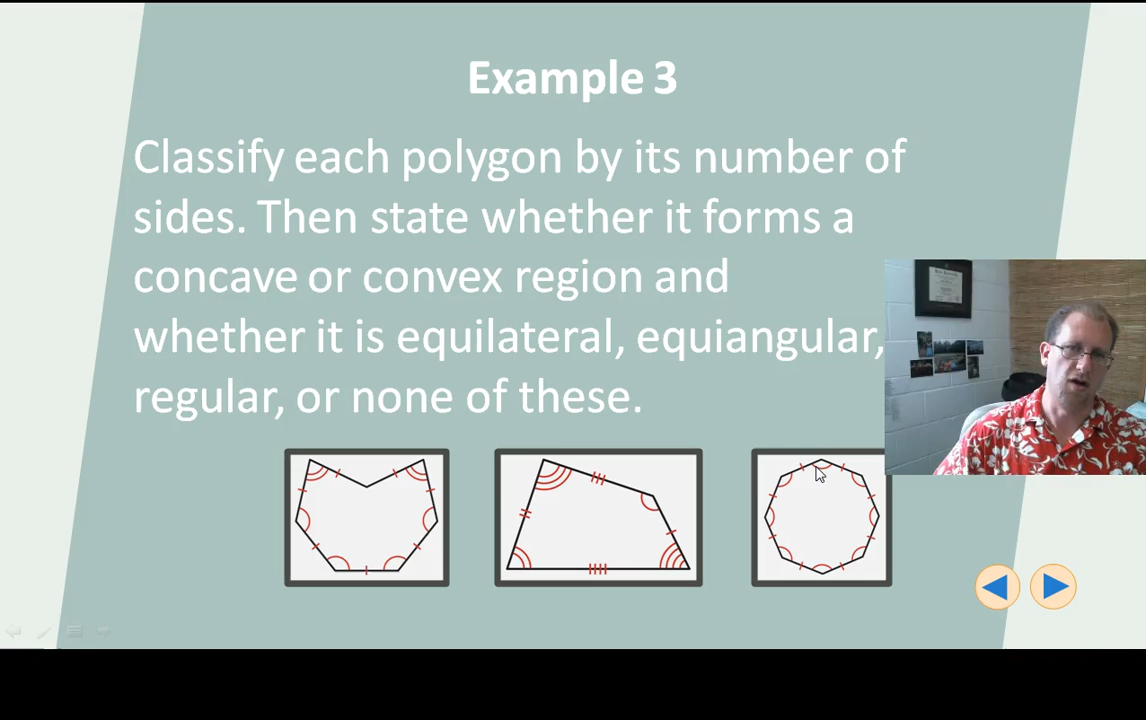 Example 3
Classify each polygon by its number of
sides. Then state whether it forms a
concave or convex region and
whether it is equilateral, equiangular,
regular, or none of these.